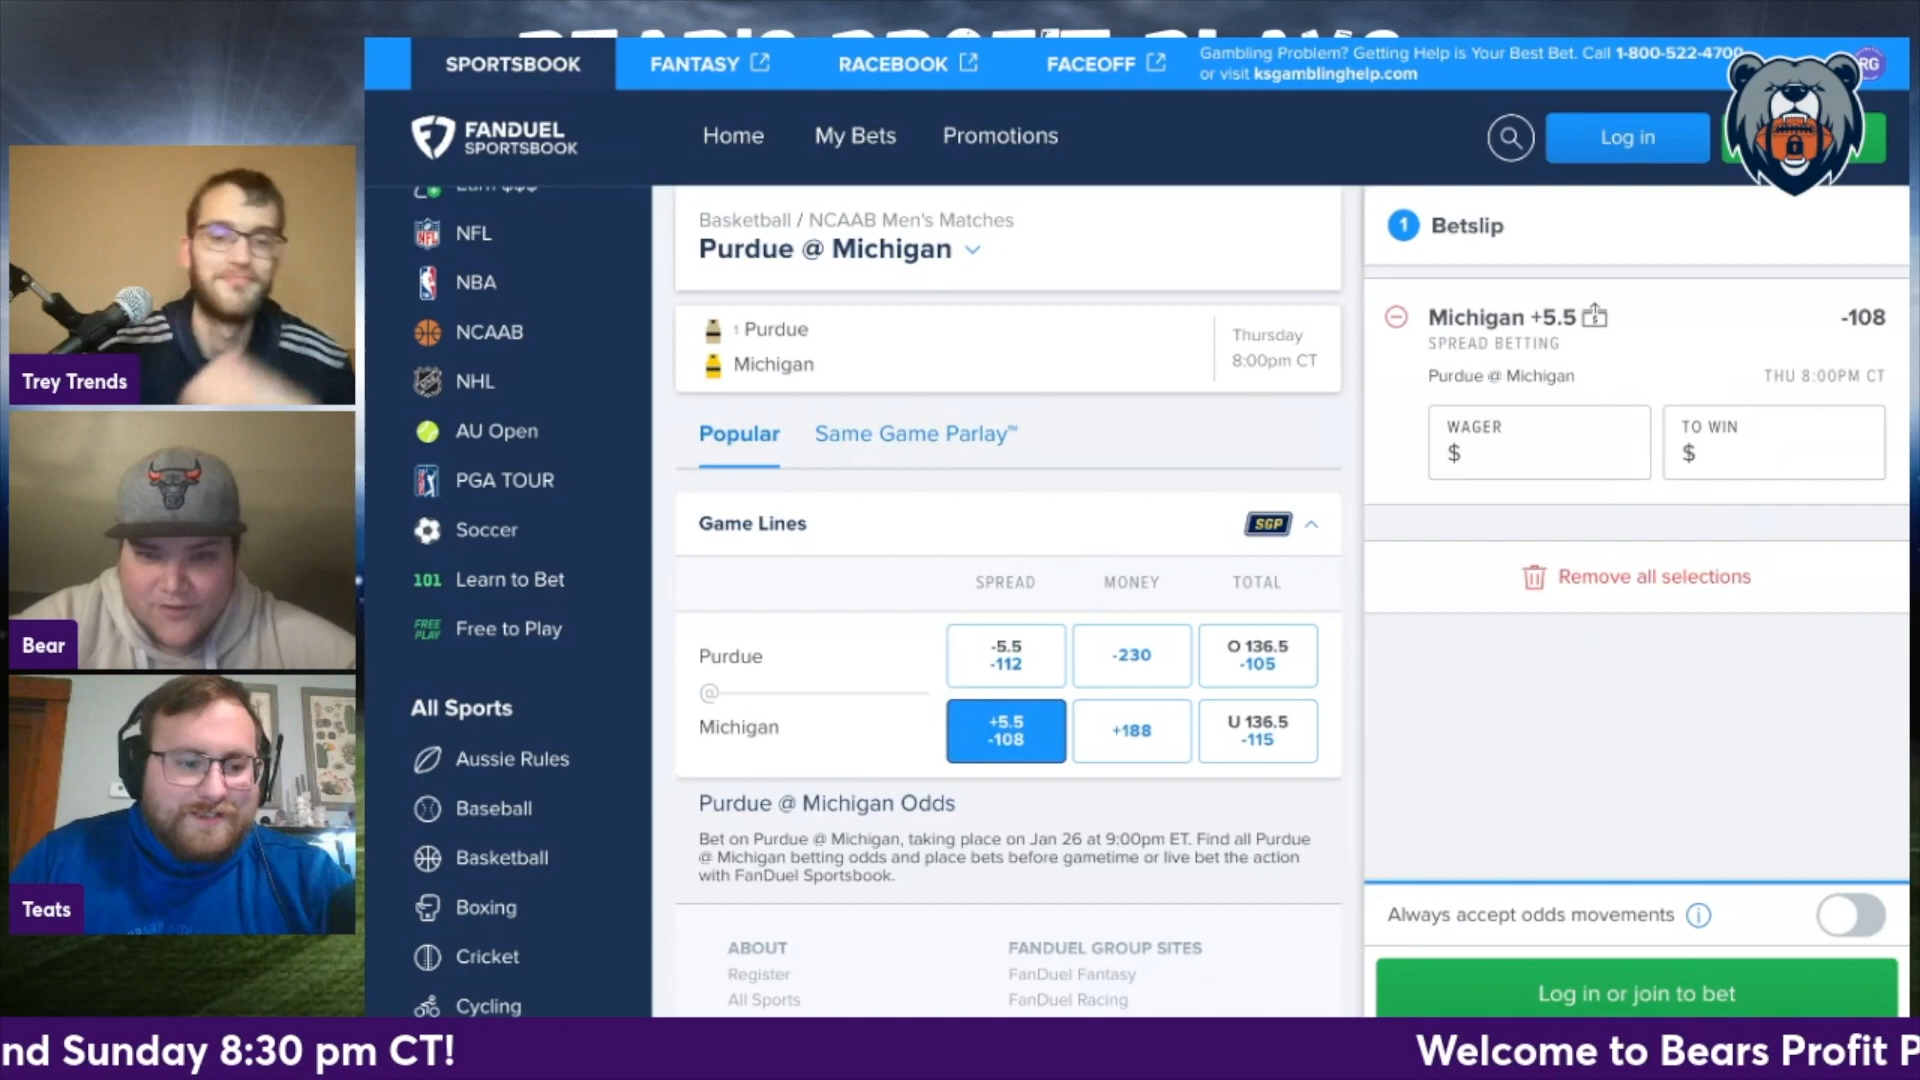 BEAR'S PROFIT PLAYS
SPORTSBOOK
FANTASY
RACEBOOK
FACEOFF
Gambling Problem? Getting Help is Your Best Bet. Call 1-800-522-4700
or visit ksgamblinghelp.com
RG
FANDUEL
SPORTSBOOK
Home
My Bets
Promotions
Log in
Earn $$$
NFL
NBA
NCAAB
NHL
AU Open
PGA TOUR
Soccer
101 Learn to Bet
FREE PLAY Free to Play
All Sports
Aussie Rules
Baseball
Basketball
Boxing
Cricket
Cycling
Basketball / NCAAB Men's Matches
Purdue @ Michigan
1 Purdue
Michigan
Thursday
8:00pm CT
Popular
Same Game Parlay™
Game Lines
SGP
SPREAD MONEY TOTAL
Purdue
-5.5
-112
-230
O 136.5
-105
@
Michigan
+5.5
-108
+188
U 136.5
-115
Purdue @ Michigan Odds
Bet on Purdue @ Michigan, taking place on Jan 26 at 9:00pm ET. Find all Purdue
@ Michigan betting odds and place bets before gametime or live bet the action
with FanDuel Sportsbook.
ABOUT
Register
All Sports
FANDUEL GROUP SITES
FanDuel Fantasy
FanDuel Racing
1 Betslip
Michigan +5.5
-108
SPREAD BETTING
Purdue @ Michigan
THU 8:00PM CT
WAGER
$
TO WIN
$
Remove all selections
Always accept odds movements
Log in or join to bet
Trey Trends
Bear
Teats
nd Sunday 8:30 pm CT!
Welcome to Bears Profit P